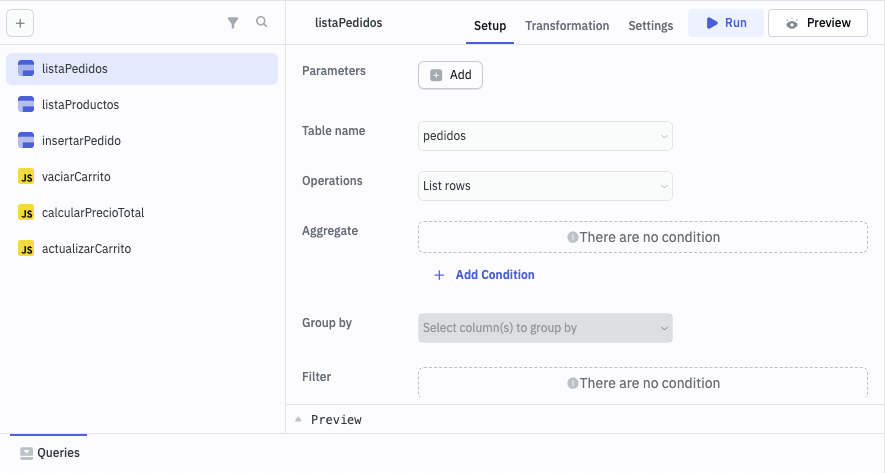 listaPedidos
Setup
Transformation
Settings
Run
Preview
listaPedidos
listaProductos
insertarPedido
JS vaciarCarrito
JS calcularPrecioTotal
JS actualizarCarrito
Parameters
Add
Table name
pedidos
Operations
List rows
Aggregate
There are no condition
+ Add Condition
Group by
Select column(s) to group by
Filter
There are no condition
Preview
Queries